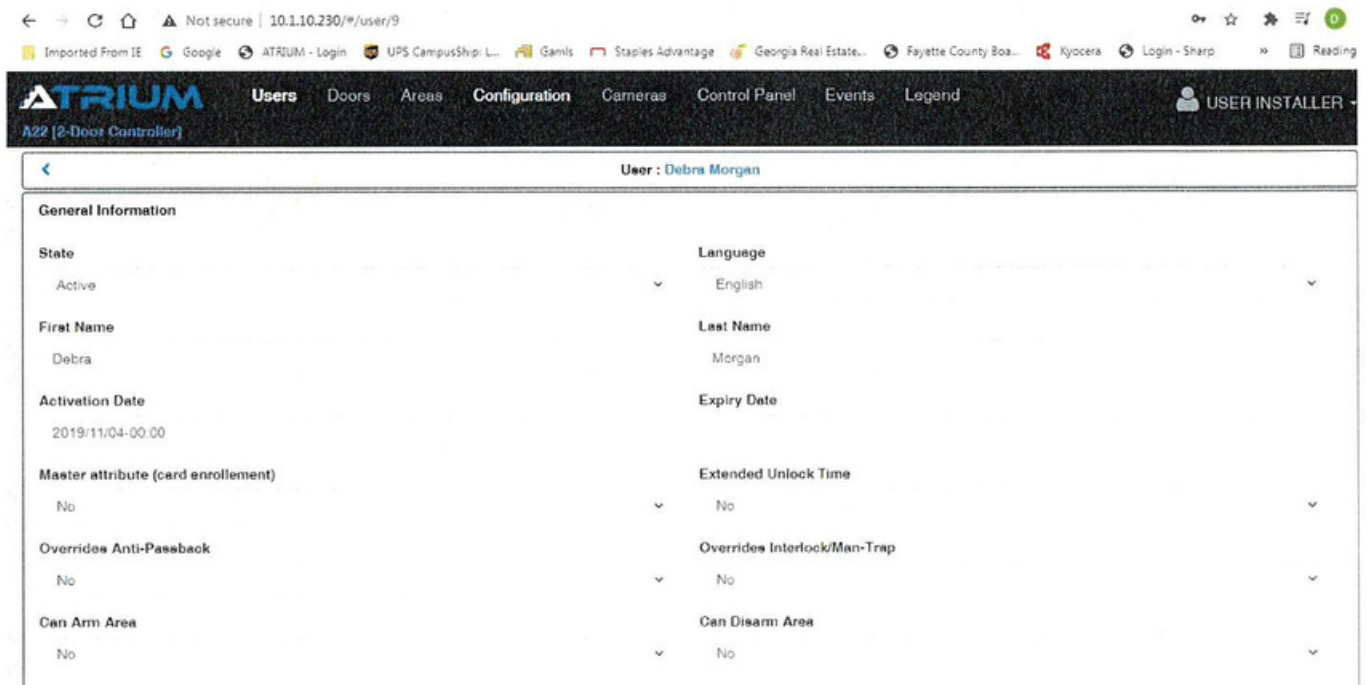 Not secure | 10.1.10.230/#/user/9
D
Imported From IE Google ATRIUM - Login UPS CampusShip: L... GamIs Staples Advantage Georgia Real Estate... Fayette County Boa... Kyocera Login - Sharp » Reading
ATRIUM Users Doors Areas Configuration Cameras Control Panel Events Legend USER INSTALLER
A22 [2-Door Controller]
User : Debra Morgan
General Information
State Language
Active English
First Name Last Name
Debra Morgan
Activation Date Expiry Date
2019/11/04-00:00
Master attribute (card enrollement) Extended Unlock Time
No No
Overrides Anti-Passback Overrides Interlock/Man-Trap
No No
Can Arm Area Can Disarm Area
No No